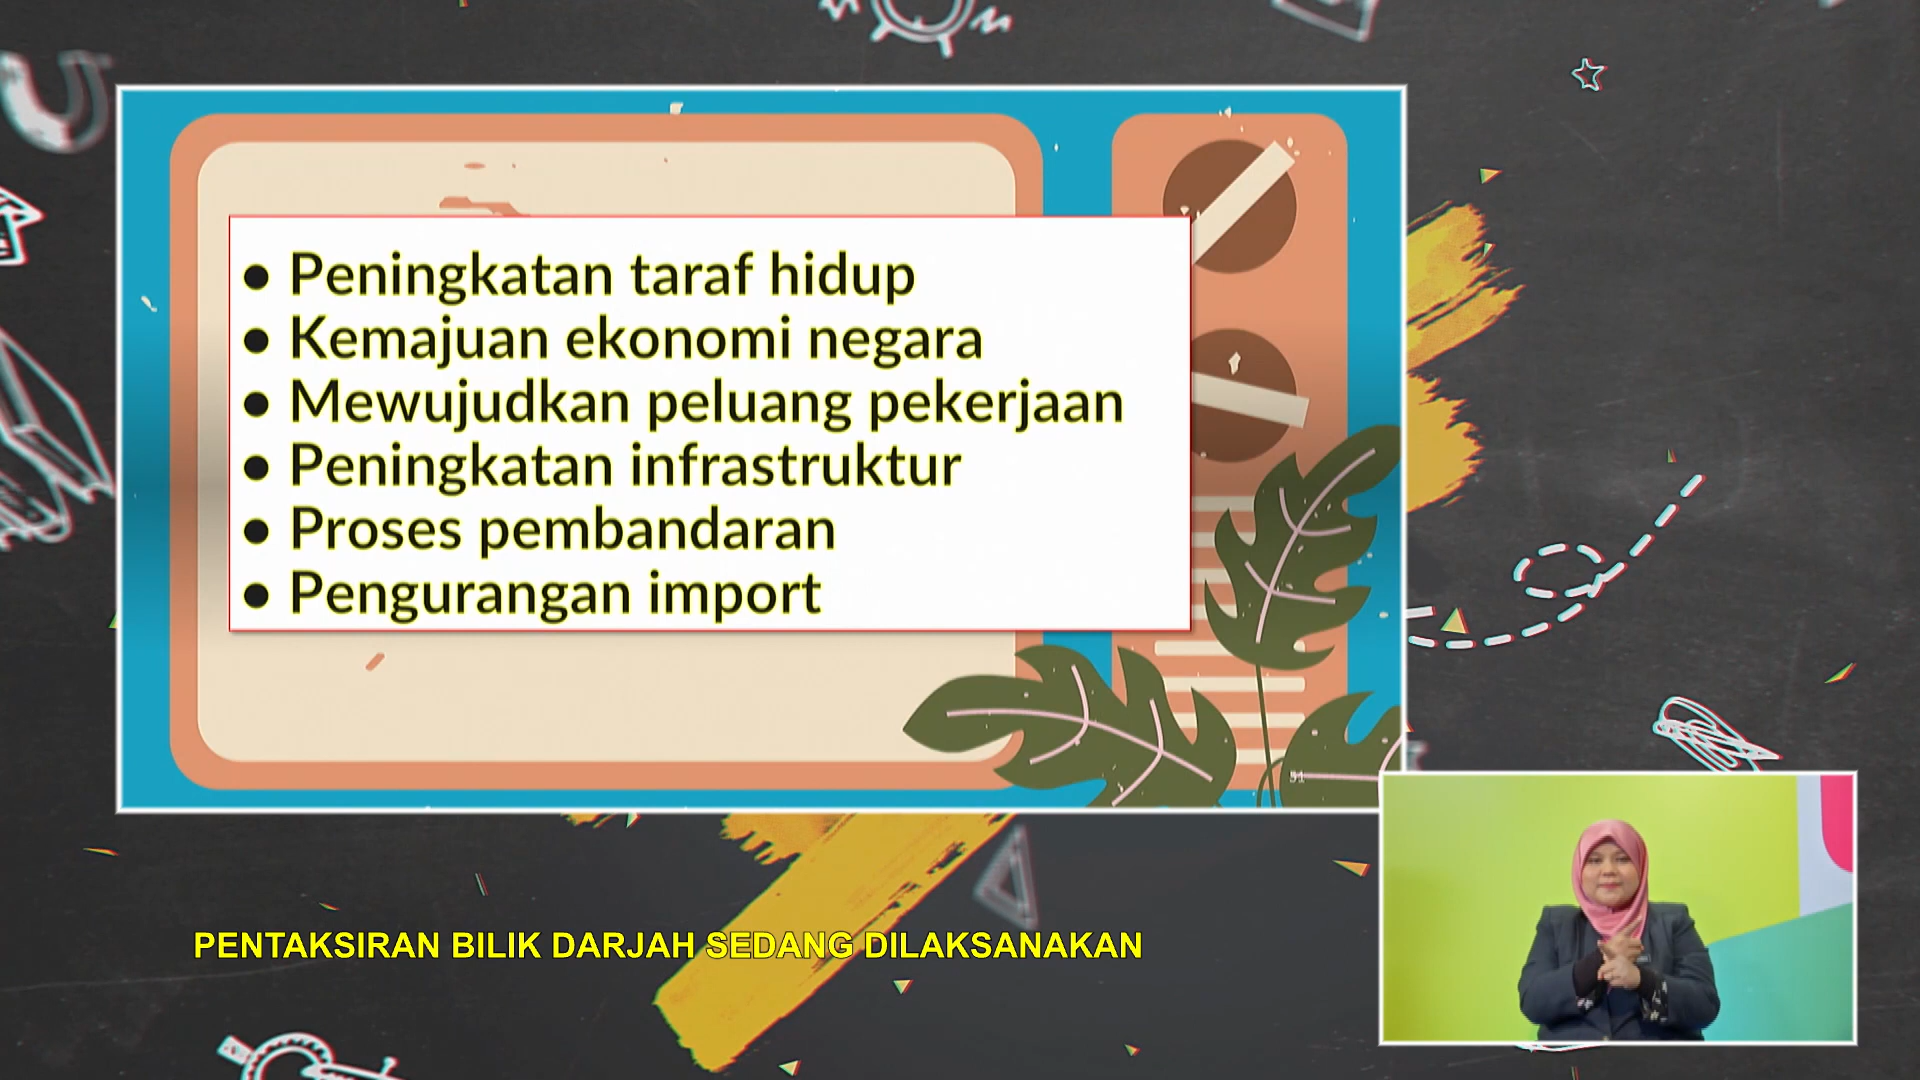 • Peningkatan taraf hidup
• Kemajuan ekonomi negara
• Mewujudkan peluang pekerjaan
• Peningkatan infrastruktur
• Proses pembandaran
• Pengurangan import
51
PENTAKSIRAN BILIK DARJAH SEDANG DILAKSANAKAN